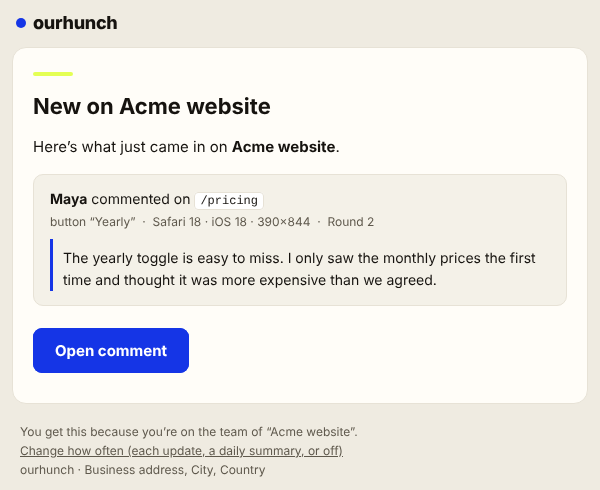 ourhunch
New on Acme website
Here’s what just came in on Acme website.
Maya commented on /pricing
button “Yearly” · Safari 18 · iOS 18 · 390×844 · Round 2
The yearly toggle is easy to miss. I only saw the monthly prices the first
time and thought it was more expensive than we agreed.
Open comment
You get this because you’re on the team of “Acme website”.
Change how often (each update, a daily summary, or off)
ourhunch · Business address, City, Country